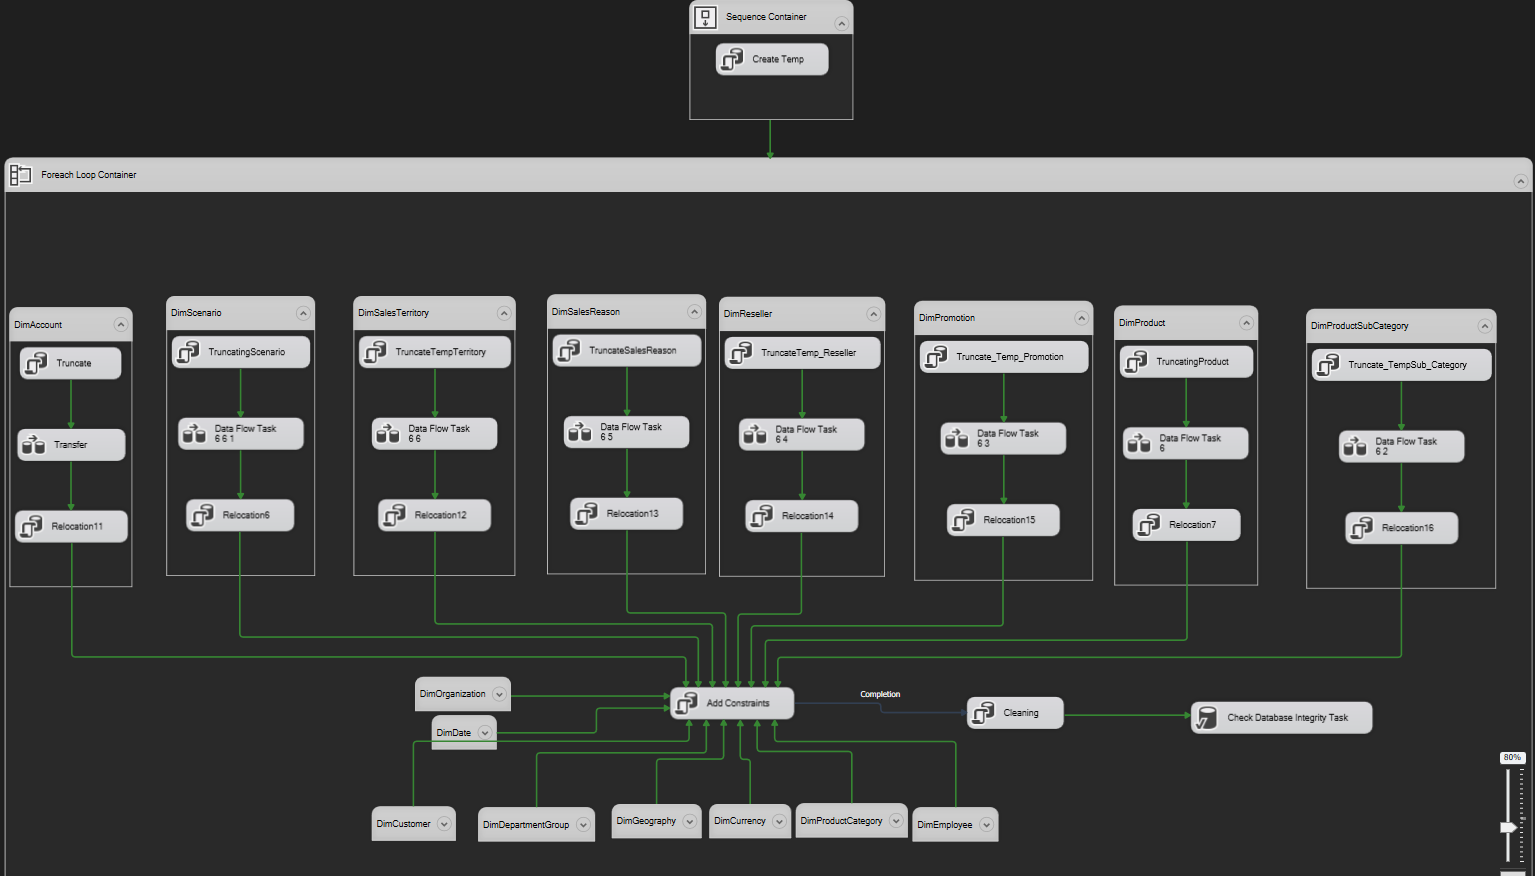 Sequence Container
Create Temp
Foreach Loop Container
DimAccount
Truncate
Transfer
Relocation11
DimScenario
TruncatingScenario
Data Flow Task
6 6 1
Relocation6
DimSalesTerritory
TruncateTempTerritory
Data Flow Task
6 6
Relocation12
DimSalesReason
TruncateSalesReason
Data Flow Task
6 5
Relocation13
DimReseller
TruncateTemp_Reseller
Data Flow Task
6 4
Relocation14
DimPromotion
Truncate_Temp_Promotion
Data Flow Task
6 3
Relocation15
DimProduct
TruncatingProduct
Data Flow Task
6
Relocation7
DimProductSubCategory
Truncate_TempSub_Category
Data Flow Task
6 2
Relocation16
DimOrganization
DimDate
Add Constraints
Completion
Cleaning
Check Database Integrity Task
DimCustomer
DimDepartmentGroup
DimGeography
DimCurrency
DimProductCategory
DimEmployee
80%